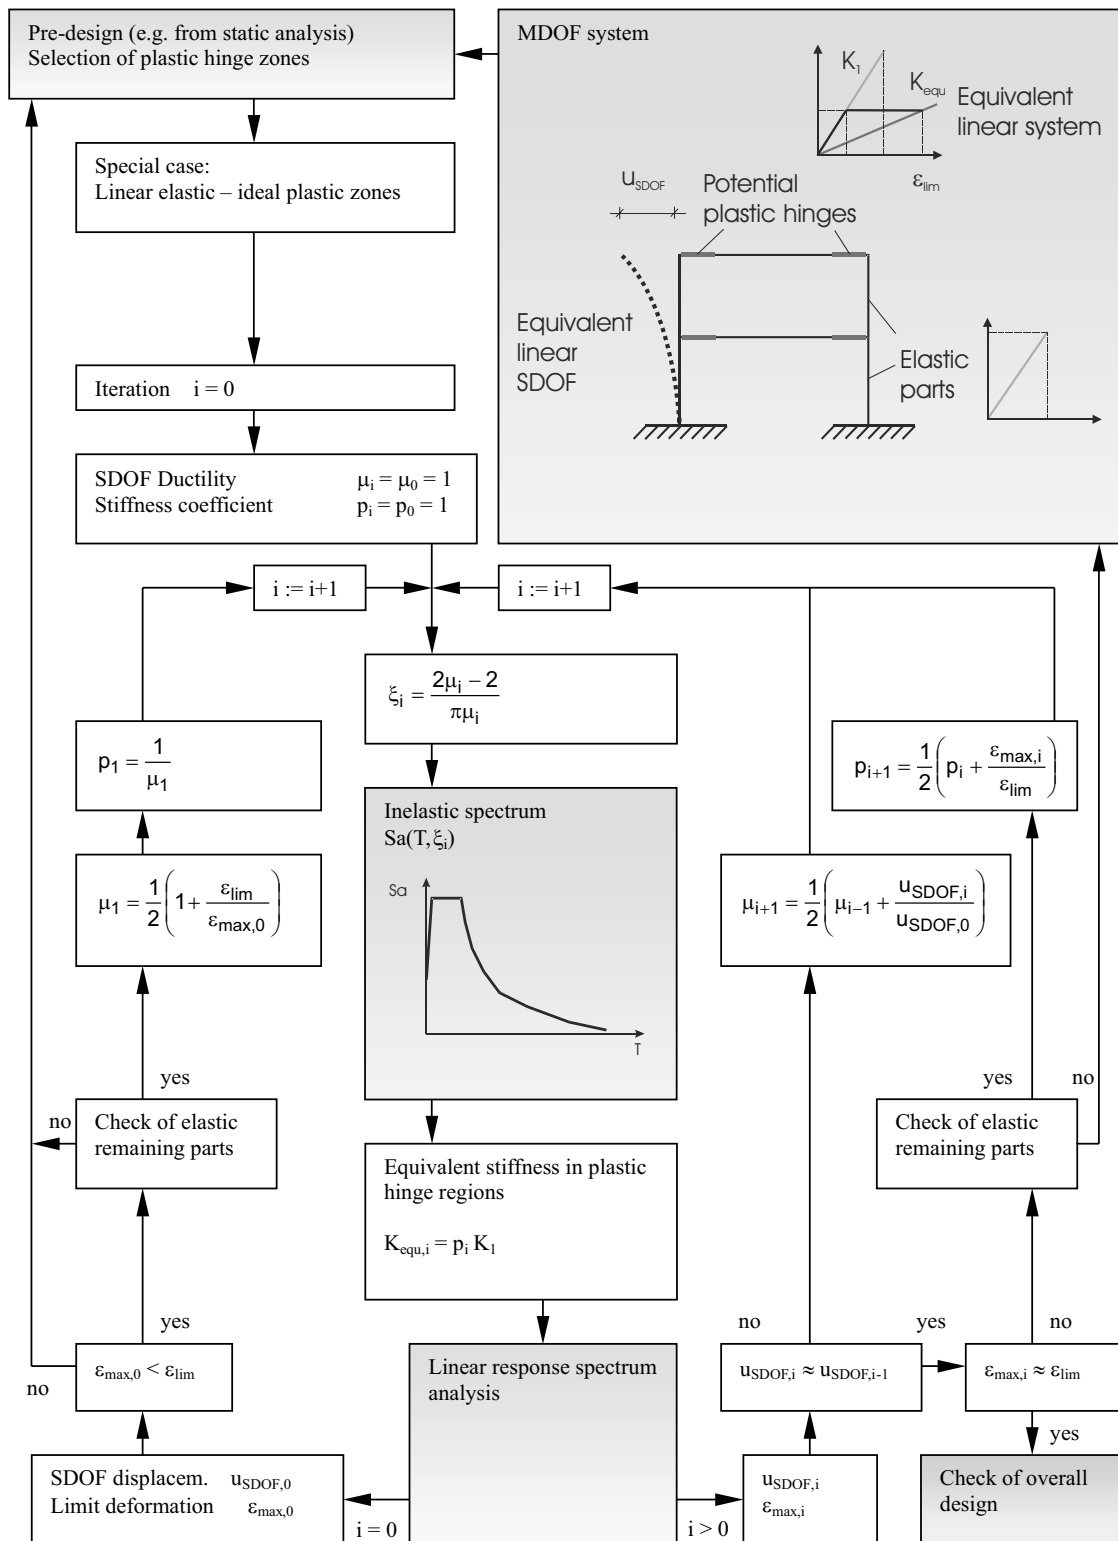 Pre-design (e.g. from static analysis)
Selection of plastic hinge zones
MDOF system
K₁
Kequ
Equivalent
linear system
εlim
uSDOF
Potential
plastic hinges
Equivalent
linear
SDOF
Elastic
parts
Special case:
Linear elastic – ideal plastic zones
Iteration i = 0
SDOF Ductility μi = μ0 = 1
Stiffness coefficient pi = p0 = 1
i := i+1
i := i+1
ξi = (2μi − 2) / (πμi)
p1 = 1 / μ1
pi+1 = 1/2 (pi + εmax,i / εlim)
Inelastic spectrum
Sa(T,ξi)
Sa
T
μ1 = 1/2 (1 + εlim / εmax,0)
μi+1 = 1/2 (μi−1 + uSDOF,i / uSDOF,0)
yes
yes
no
no
Check of elastic
remaining parts
Check of elastic
remaining parts
Equivalent stiffness in plastic
hinge regions
Kequ,i = pi K1
yes
no
yes
no
εmax,0 < εlim
no
Linear response spectrum
analysis
uSDOF,i ≈ uSDOF,i-1
εmax,i ≈ εlim
yes
SDOF displacem. uSDOF,0
Limit deformation εmax,0
i = 0
i > 0
uSDOF,i
εmax,i
Check of overall
design